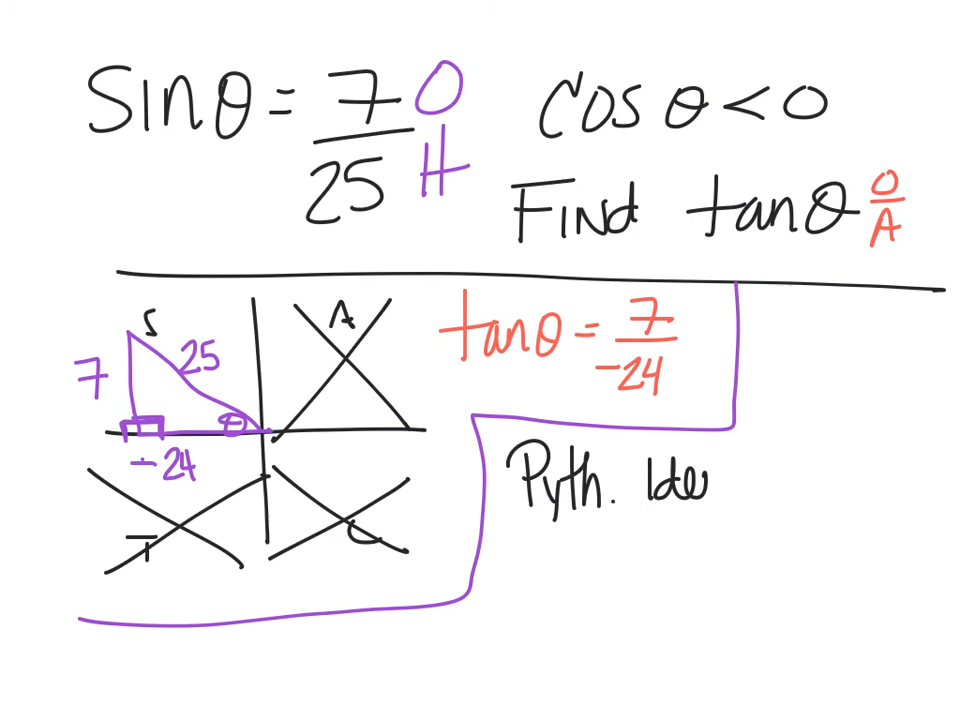 sinθ = 7/25 O/H
cos θ < 0
Find tanθ O/A
S
A
7
25
θ
-24
T
C
tanθ = 7/-24
Pyth. Ide